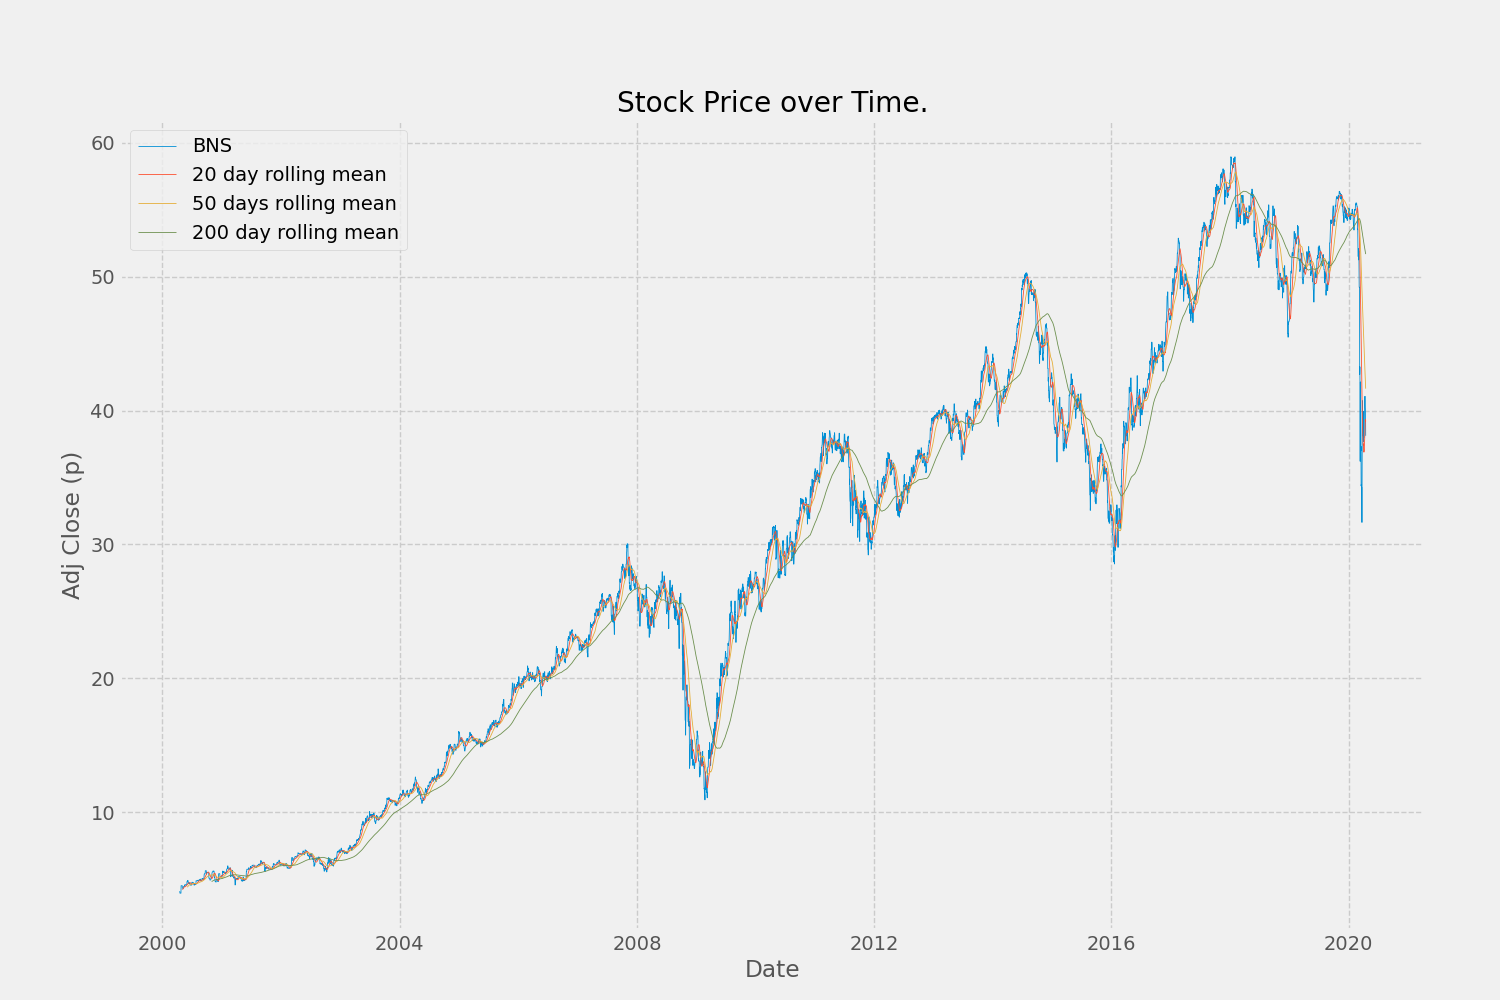 Stock Price over Time.
BNS
20 day rolling mean
50 days rolling mean
200 day rolling mean
60
50
40
30
20
10
Adj Close (p)
2000 2004 2008 2012 2016 2020
Date